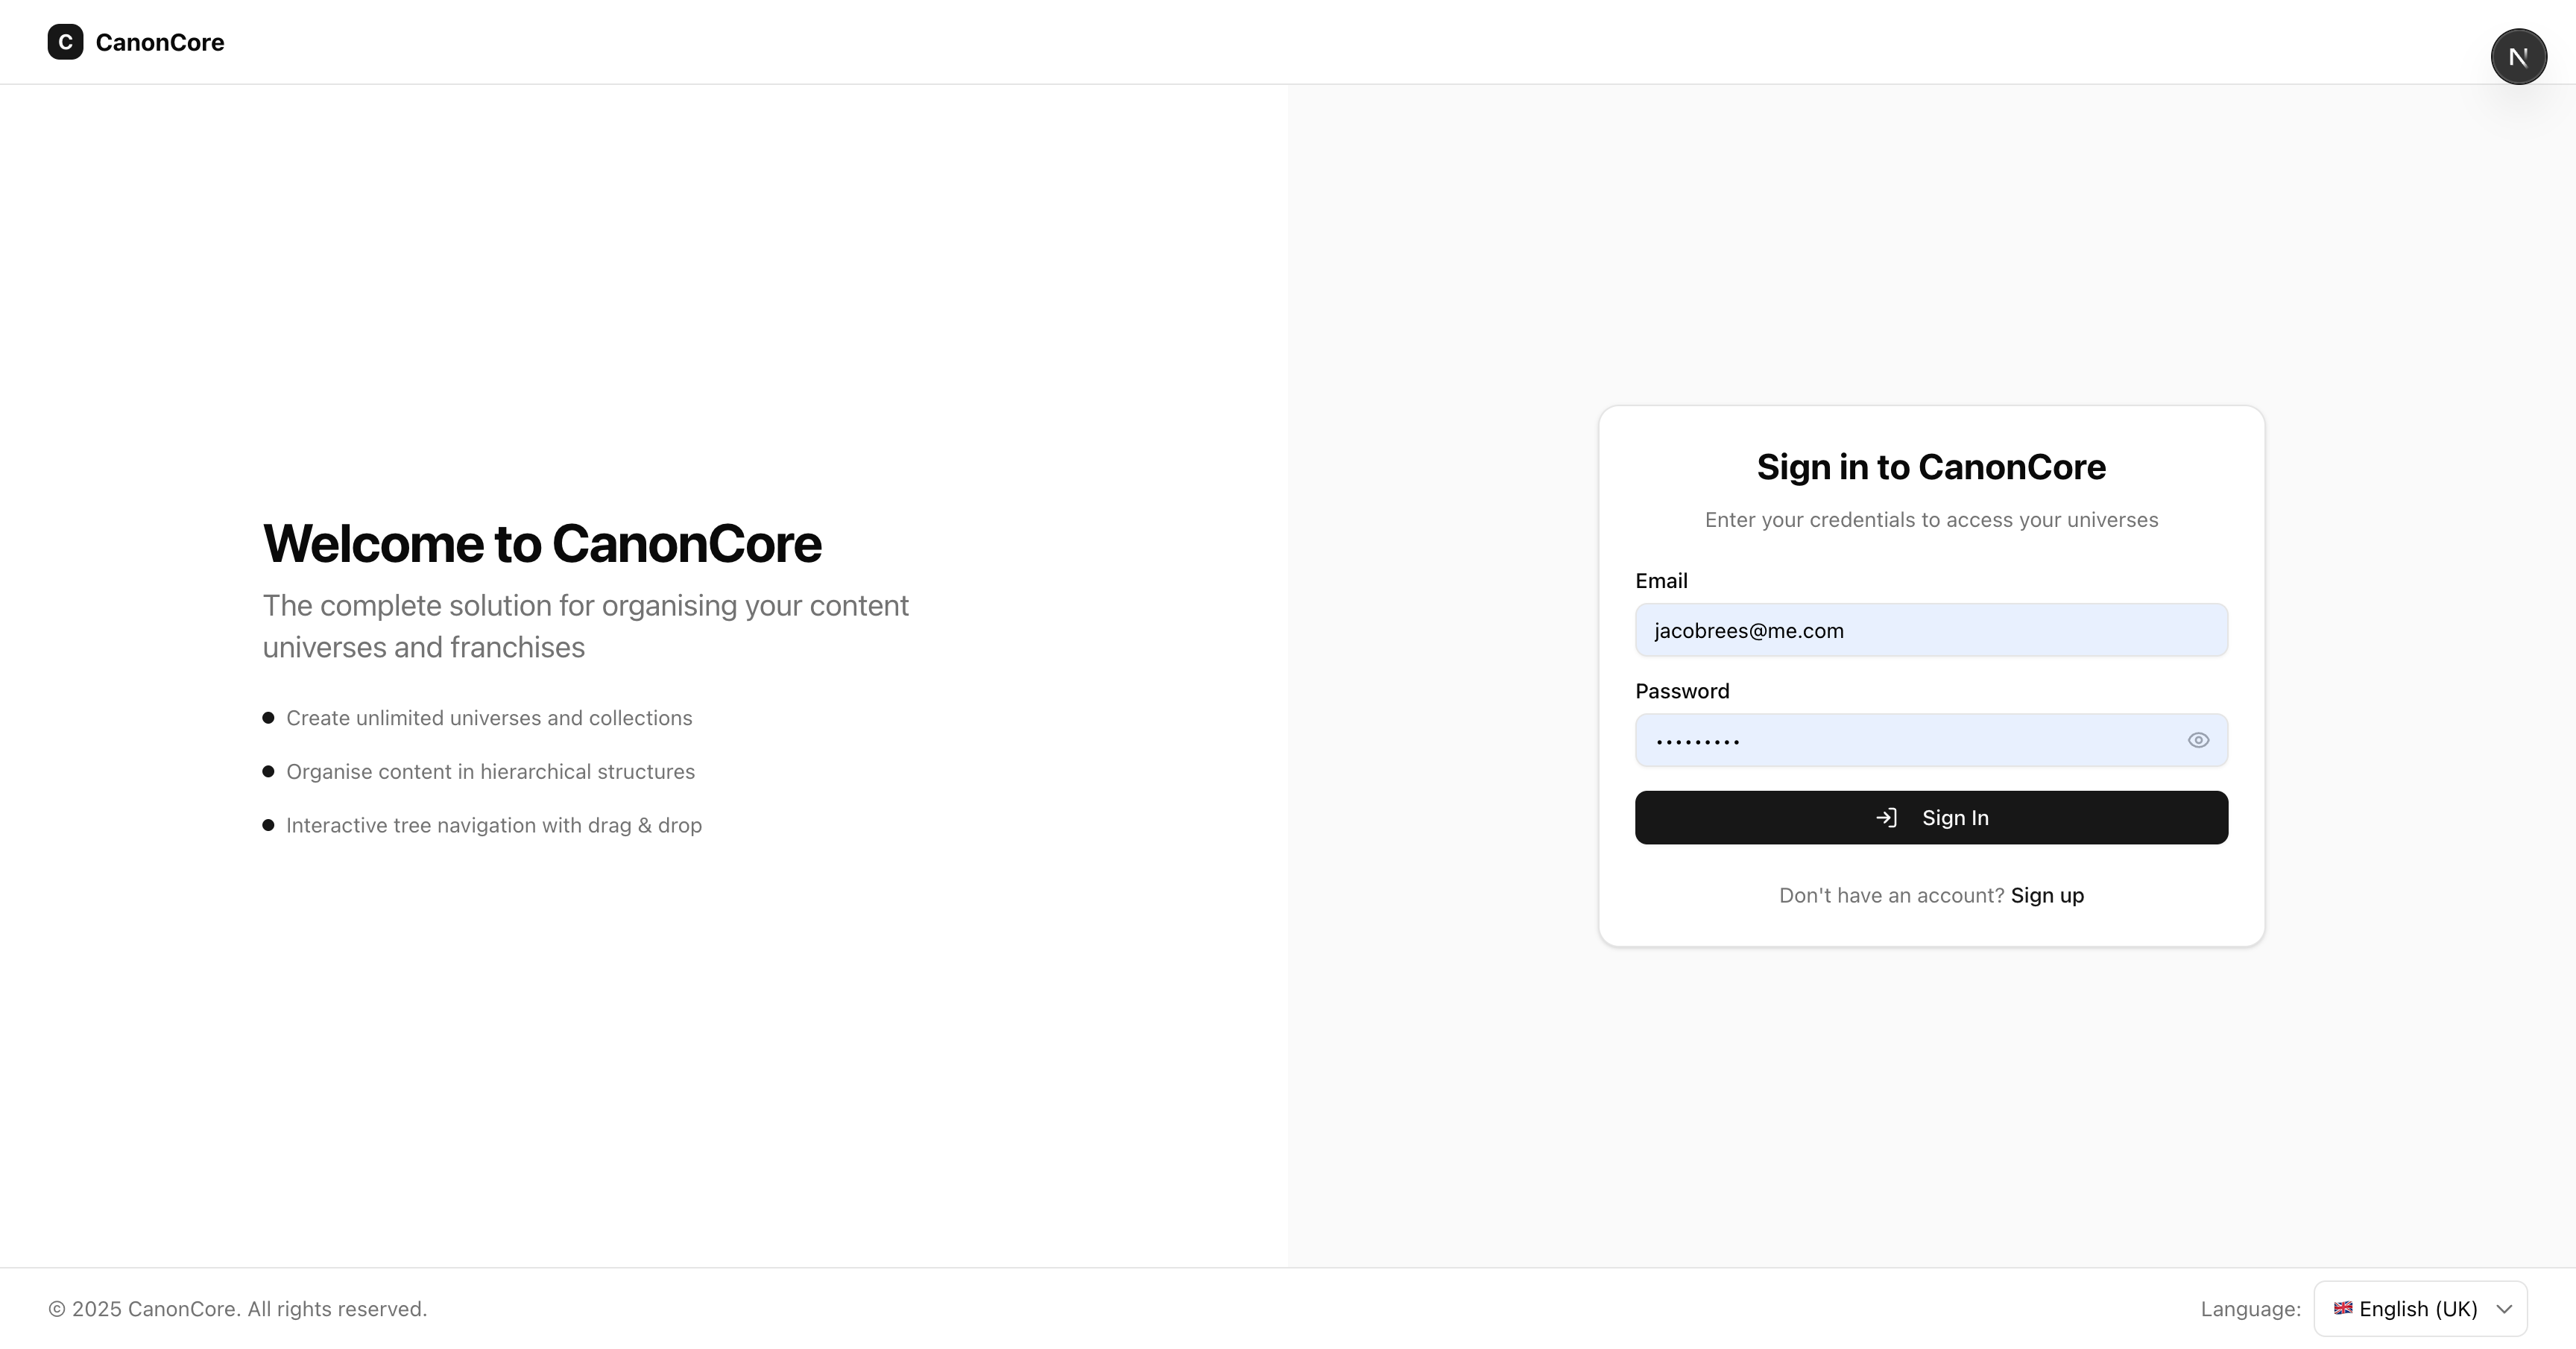 C CanonCore
N
Welcome to CanonCore
The complete solution for organising your content
universes and franchises
Create unlimited universes and collections
Organise content in hierarchical structures
Interactive tree navigation with drag & drop
Sign in to CanonCore
Enter your credentials to access your universes
Email
jacobrees@me.com
Password
•••••••••
Sign In
Don't have an account? Sign up
© 2025 CanonCore. All rights reserved.
Language: 🇬🇧 English (UK)